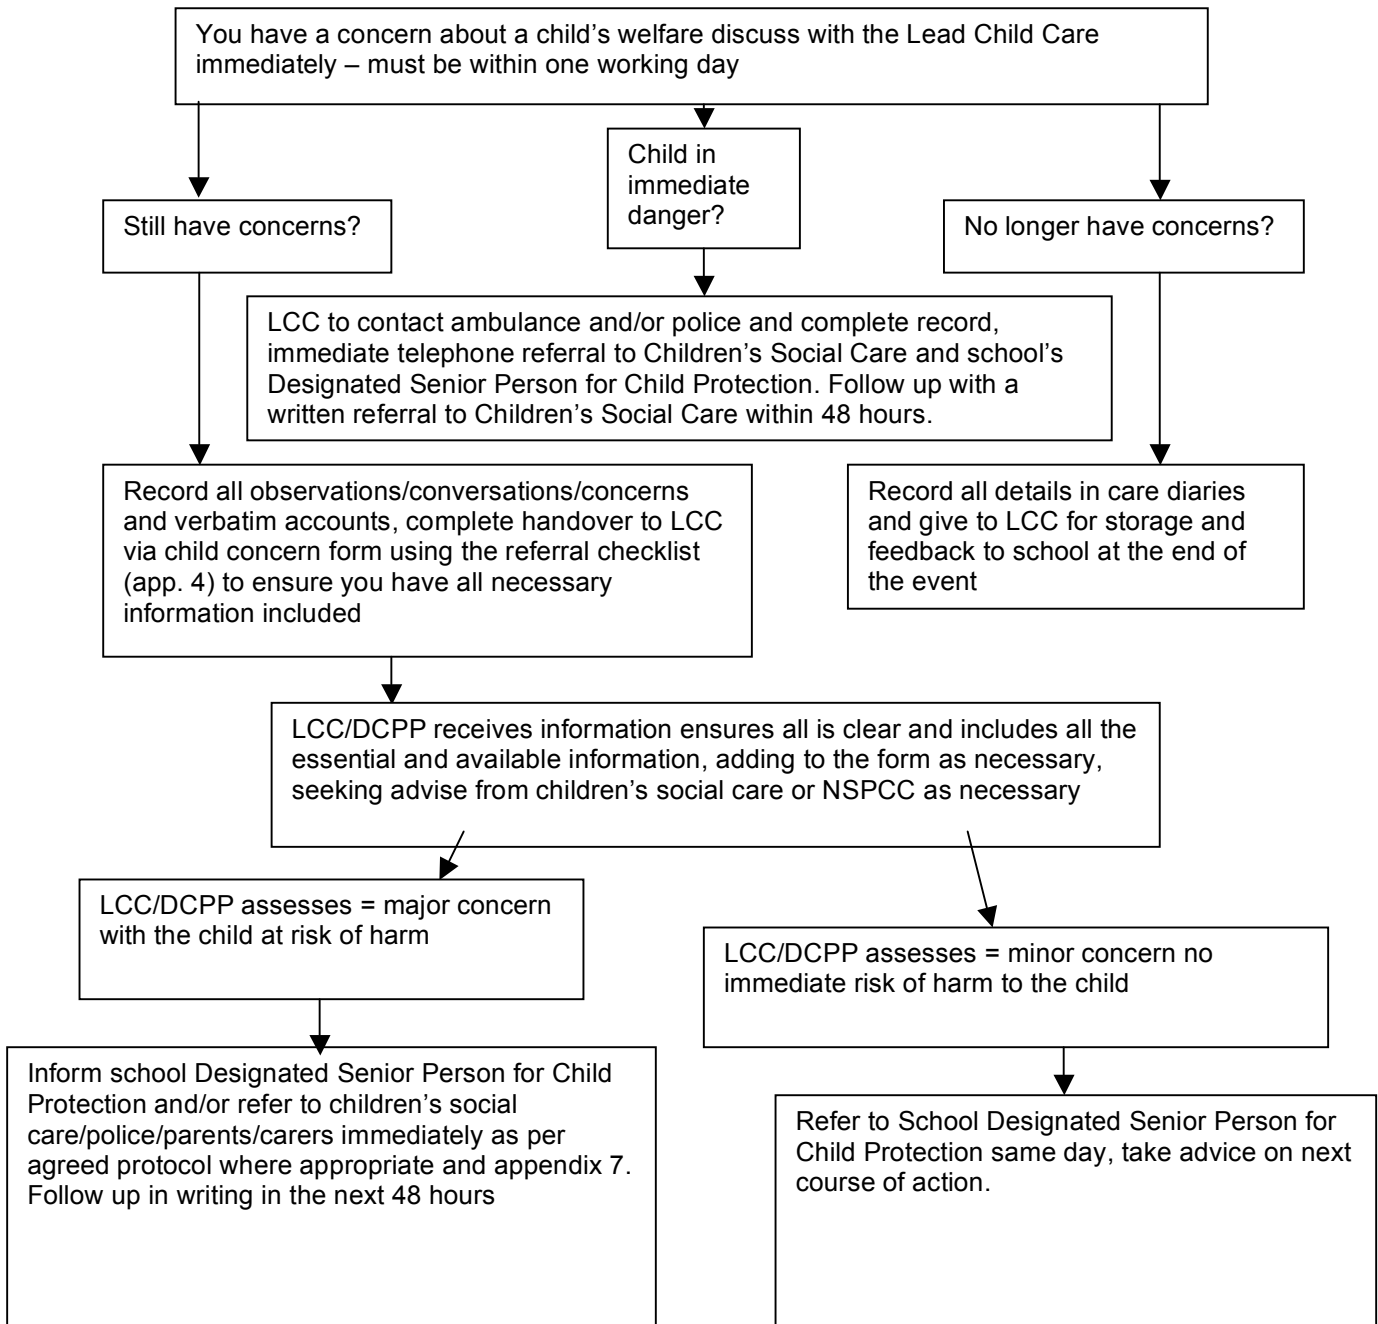 You have a concern about a child’s welfare discuss with the Lead Child Care
immediately – must be within one working day
Child in
immediate
danger?
Still have concerns?
No longer have concerns?
LCC to contact ambulance and/or police and complete record,
immediate telephone referral to Children’s Social Care and school’s
Designated Senior Person for Child Protection. Follow up with a
written referral to Children’s Social Care within 48 hours.
Record all observations/conversations/concerns
and verbatim accounts, complete handover to LCC
via child concern form using the referral checklist
(app. 4) to ensure you have all necessary
information included
Record all details in care diaries
and give to LCC for storage and
feedback to school at the end of
the event
LCC/DCPP receives information ensures all is clear and includes all the
essential and available information, adding to the form as necessary,
seeking advise from children’s social care or NSPCC as necessary
LCC/DCPP assesses = major concern
with the child at risk of harm
LCC/DCPP assesses = minor concern no
immediate risk of harm to the child
Inform school Designated Senior Person for Child
Protection and/or refer to children’s social
care/police/parents/carers immediately as per
agreed protocol where appropriate and appendix 7.
Follow up in writing in the next 48 hours
Refer to School Designated Senior Person for
Child Protection same day, take advice on next
course of action.